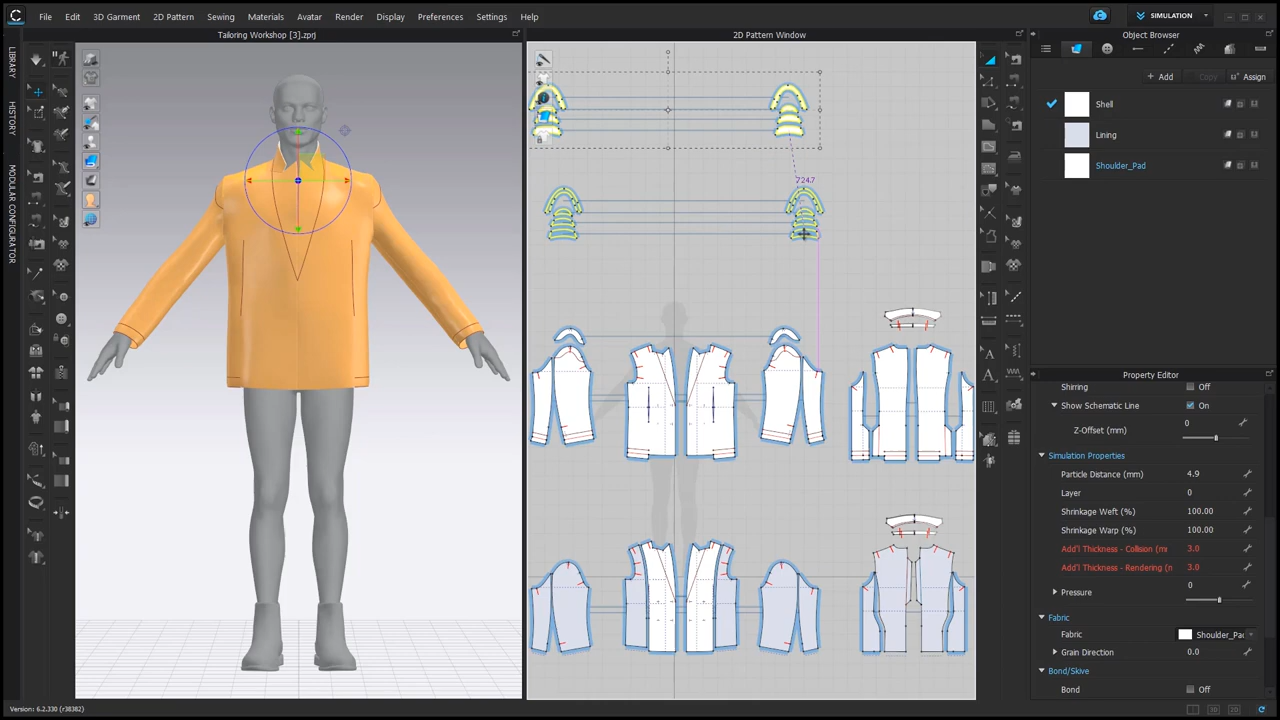 File Edit 3D Garment 2D Pattern Sewing Materials Avatar Render Display Preferences Settings Help
SIMULATION
Tailoring Workshop [3].zprj
2D Pattern Window
Object Browser
LIBRARY
HISTORY
MODULAR CONFIGURATOR
Add Copy Assign
Shell
Lining
Shoulder_Pad
724.7
Property Editor
Shirring Off
Show Schematic Line On
Z-Offset (mm) 0
Simulation Properties
Particle Distance (mm) 4.9
Layer 0
Shrinkage Weft (%) 100.00
Shrinkage Warp (%) 100.00
Add'l Thickness - Collision (m 3.0
Add'l Thickness - Rendering (n 3.0
Pressure 0
Fabric
Fabric Shoulder_Pac
Grain Direction 0.0
Bond/Skive
Bond Off
Version: 6.2.330 (r38382)
3D 2D